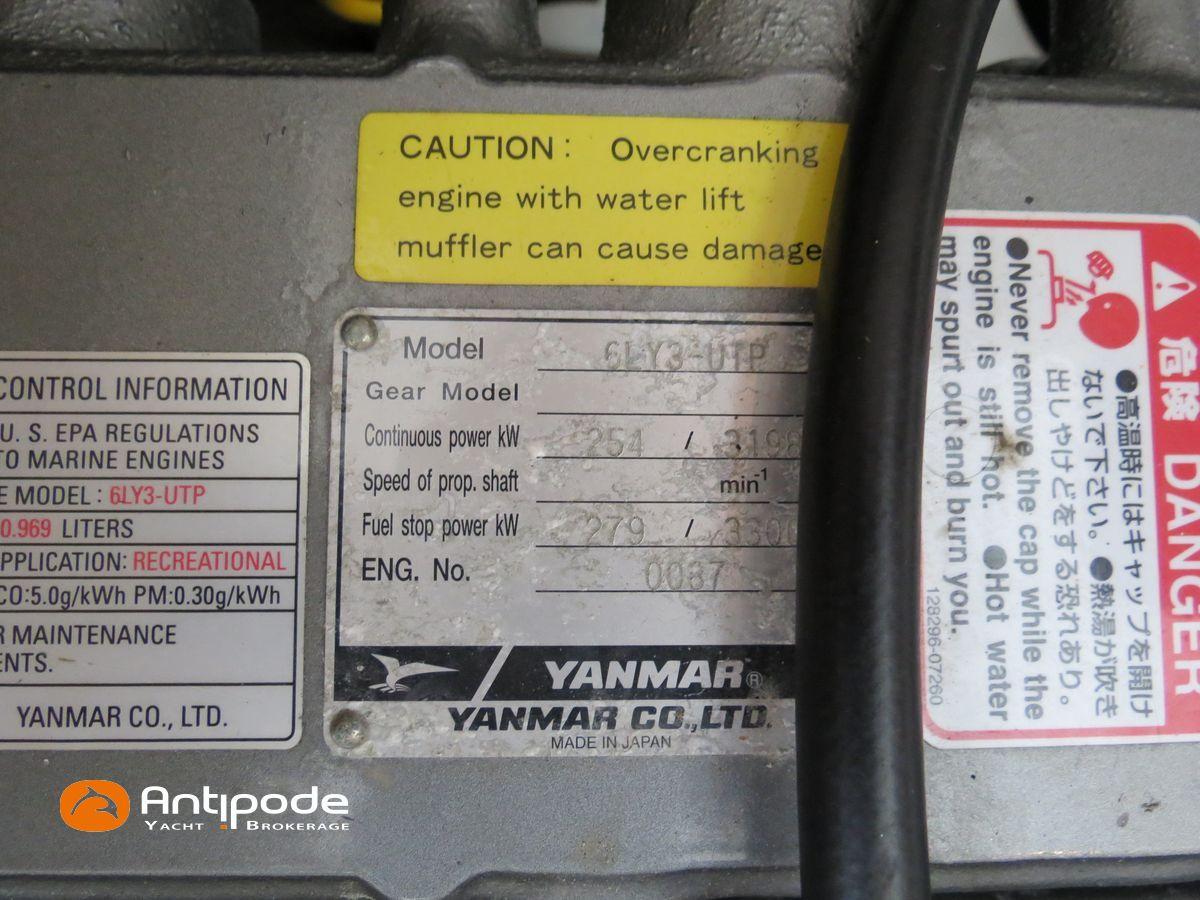 CAUTION : Overcranking
engine with water lift
muffler can cause damage
CONTROL INFORMATION
U. S. EPA REGULATIONS
TO MARINE ENGINES
E MODEL : 6LY3-UTP
0.969 LITERS
APPLICATION: RECREATIONAL
CO:5.0g/kWh PM:0.30g/kWh
R MAINTENANCE
ENTS.
YANMAR CO., LTD.
Model 6LY3-UTP
Gear Model
Continuous power kW 254 / 3198
Speed of prop. shaft min-1
Fuel stop power kW 279 / 3300
ENG. No. 0037
YANMAR®
YANMAR CO.,LTD.
MADE IN JAPAN
危険 DANGER
●高温時にはキャップを開け
ないで下さい。●熱湯が吹き
出しやけどをする恐れあり。
●Never remove the cap while the
engine is still hot. ●Hot water
may spurt out and burn you.
128296-07260
Antipode
YACHT BROKERAGE